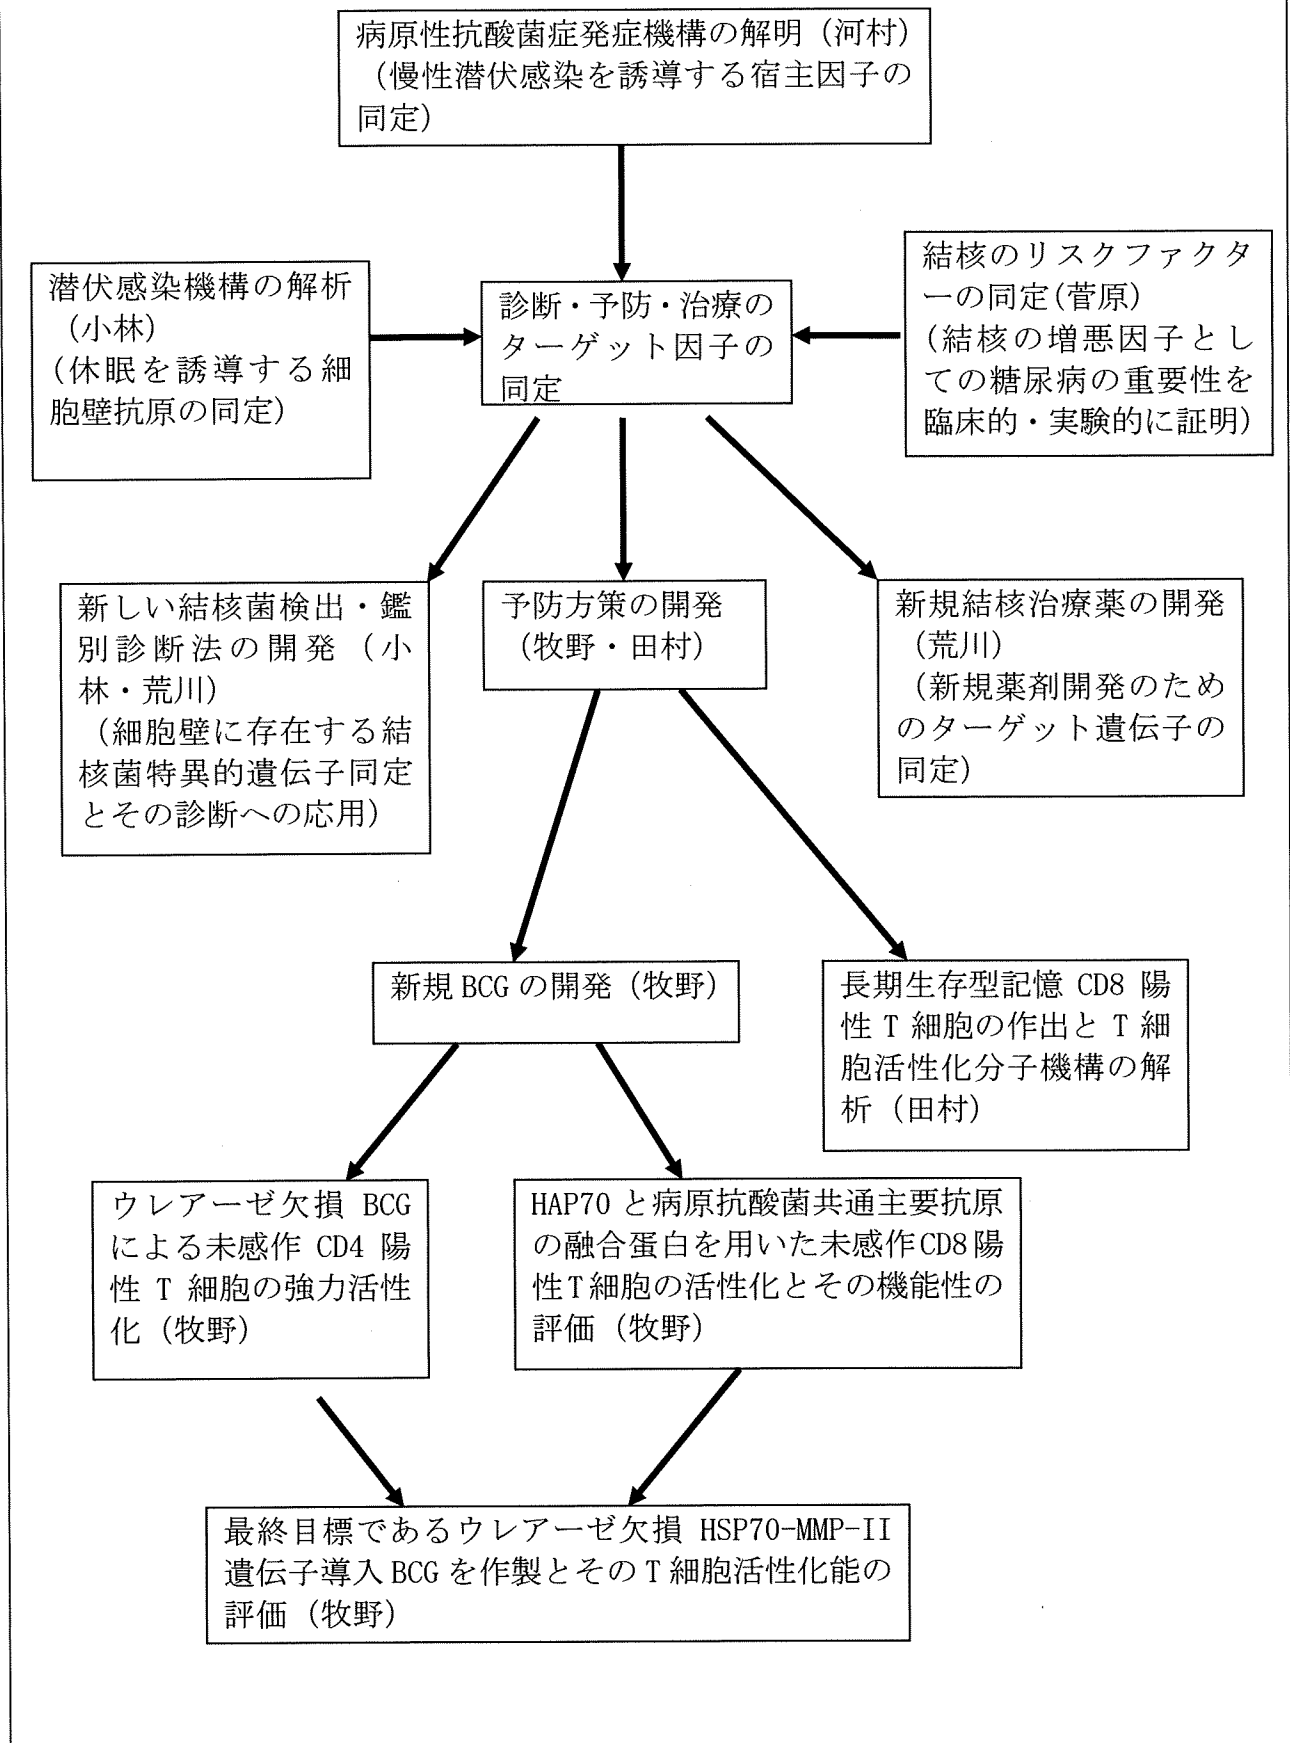 病原性抗酸菌症発症機構の解明（河村）
（慢性潜伏感染を誘導する宿主因子の
同定）
潜伏感染機構の解析
（小林）
（休眠を誘導する細
胞壁抗原の同定）
診断・予防・治療の
ターゲット因子の
同定
結核のリスクファクタ
ーの同定(菅原)
（結核の増悪因子とし
ての糖尿病の重要性を
臨床的・実験的に証明）
新しい結核菌検出・鑑
別診断法の開発（小
林・荒川）
（細胞壁に存在する結
核菌特異的遺伝子同定
とその診断への応用）
予防方策の開発
（牧野・田村）
新規結核治療薬の開発
（荒川）
（新規薬剤開発のため
のターゲット遺伝子の
同定）
新規 BCG の開発（牧野）
長期生存型記憶 CD8 陽
性 T 細胞の作出と T 細
胞活性化分子機構の解
析（田村）
ウレアーゼ欠損 BCG
による未感作 CD4 陽
性 T 細胞の強力活性
化（牧野）
HAP70 と病原抗酸菌共通主要抗原
の融合蛋白を用いた未感作CD8陽
性T細胞の活性化とその機能性の
評価（牧野）
最終目標であるウレアーゼ欠損 HSP70-MMP-II
遺伝子導入 BCG を作製とその T 細胞活性化能の
評価（牧野）